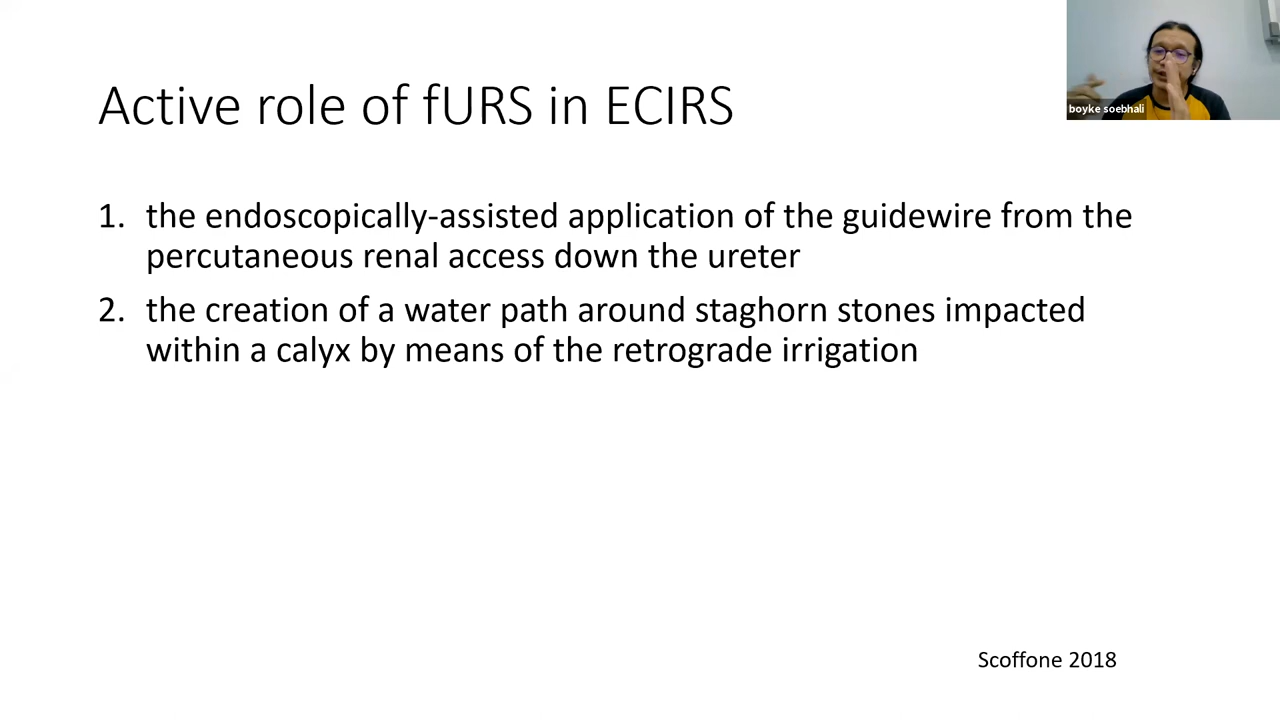 boyke soebhali
Active role of fURS in ECIRS
1. the endoscopically-assisted application of the guidewire from the
percutaneous renal access down the ureter
2. the creation of a water path around staghorn stones impacted
within a calyx by means of the retrograde irrigation
Scoffone 2018